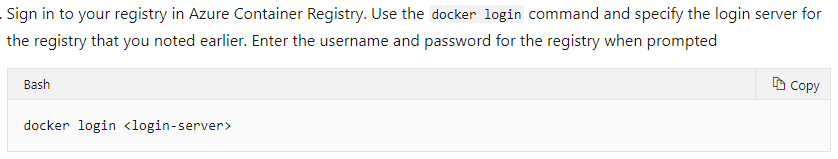 . Sign in to your registry in Azure Container Registry. Use the docker login command and specify the login server for
the registry that you noted earlier. Enter the username and password for the registry when prompted
Bash
Copy
docker login <login-server>